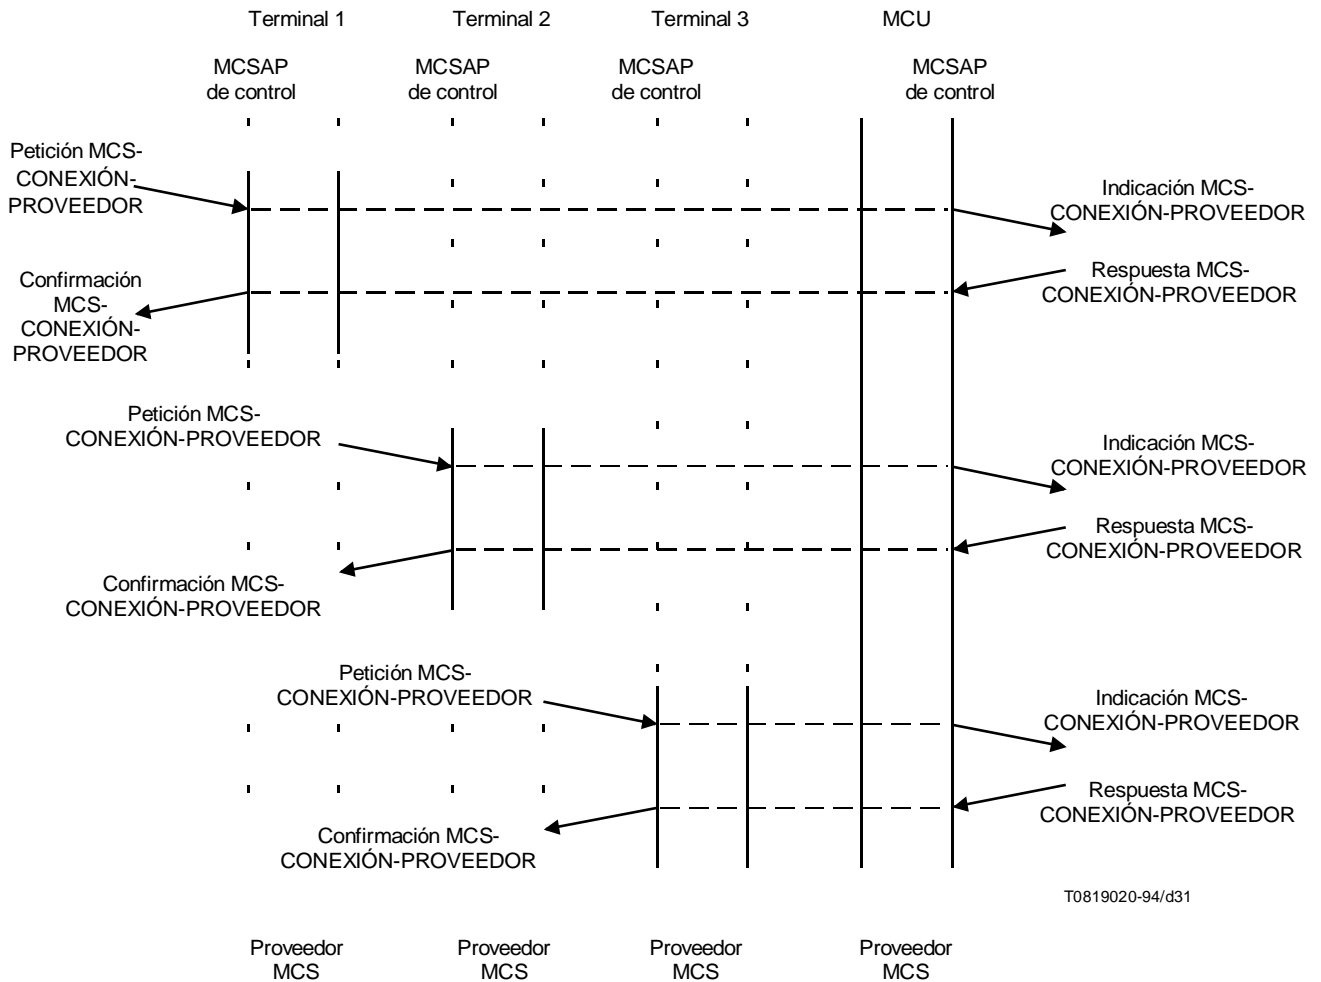 Terminal 1
Terminal 2
Terminal 3
MCU
MCSAP
de control
MCSAP
de control
MCSAP
de control
MCSAP
de control
Petición MCS-
CONEXIÓN-
PROVEEDOR
Indicación MCS-
CONEXIÓN-PROVEEDOR
Confirmación
MCS-
CONEXIÓN-
PROVEEDOR
Respuesta MCS-
CONEXIÓN-PROVEEDOR
Petición MCS-
CONEXIÓN-PROVEEDOR
Indicación MCS-
CONEXIÓN-PROVEEDOR
Confirmación MCS-
CONEXIÓN-PROVEEDOR
Respuesta MCS-
CONEXIÓN-PROVEEDOR
Petición MCS-
CONEXIÓN-PROVEEDOR
Indicación MCS-
CONEXIÓN-PROVEEDOR
Confirmación MCS-
CONEXIÓN-PROVEEDOR
Respuesta MCS-
CONEXIÓN-PROVEEDOR
T0819020-94/d31
Proveedor
MCS
Proveedor
MCS
Proveedor
MCS
Proveedor
MCS